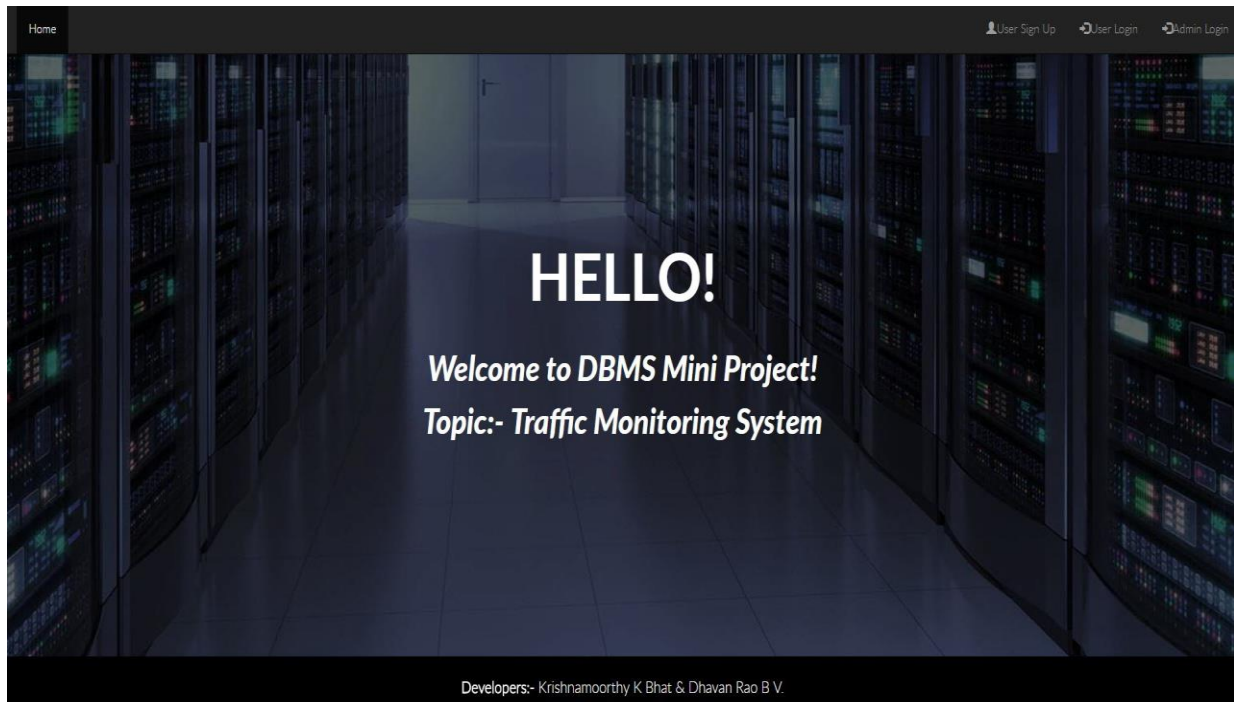 Home User Sign Up User Login Admin Login
HELLO!
Welcome to DBMS Mini Project!
Topic:- Traffic Monitoring System
Developers:- Krishnamoorthy K Bhat & Dhavan Rao B V.